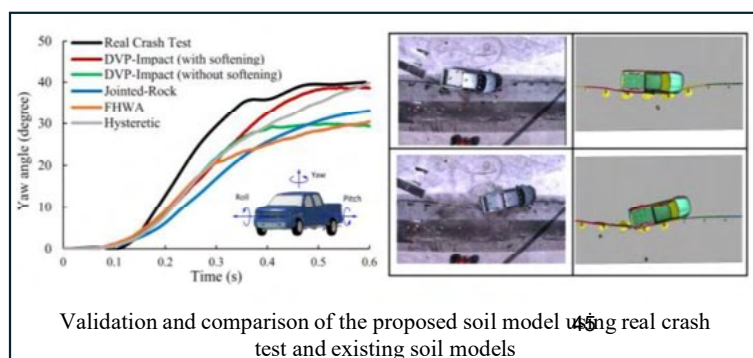 50
40
30
20
10
0
Yaw angle (degree)
Real Crash Test
DVP-Impact (with softening)
DVP-Impact (without softening)
Jointed-Rock
FHWA
Hysteretic
Yaw
Roll
Pitch
0 0.1 0.2 0.3 0.4 0.5 0.6
Time (s)
Validation and comparison of the proposed soil model using real crash
test and existing soil models
45